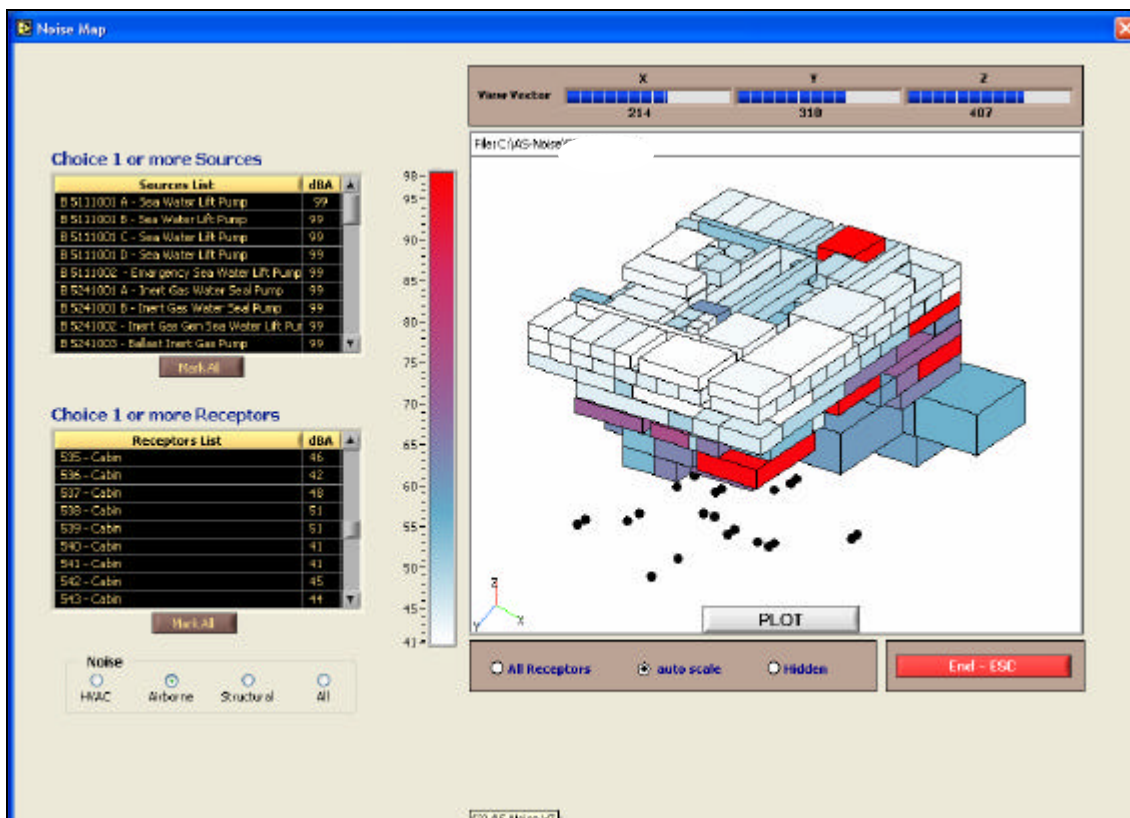 Noise Map
X Y Z
View Vector
214 318 407
File: C:\AS-Noise\
Choice 1 or more Sources
Sources List dBA
B 5111001 A - Sea Water Lift Pump 99
B 5111001 B - Sea Water Lift Pump 99
B 5111001 C - Sea Water Lift Pump 99
B 5111001 D - Sea Water Lift Pump 99
B 5111002 - Emergency Sea Water Lift Pump 99
B 5241001 A - Inert Gas Water Seal Pump 99
B 5241001 B - Inert Gas Water Seal Pump 99
B 5241002 - Inert Gas Gen Sea Water Lift Pur 99
B 5241003 - Ballast Inert Gas Pump 99
Mark All
Choice 1 or more Receptors
Receptors List dBA
535 - Cabin 46
536 - Cabin 42
537 - Cabin 48
538 - Cabin 51
539 - Cabin 51
540 - Cabin 41
541 - Cabin 41
542 - Cabin 45
543 - Cabin 44
Mark All
Noise
HVAC Airborne Structural All
98
95
90
85
80
75
70
65
60
55
50
45
41
Z
Y X
PLOT
All Receptors auto scale Hidden
End - ESC